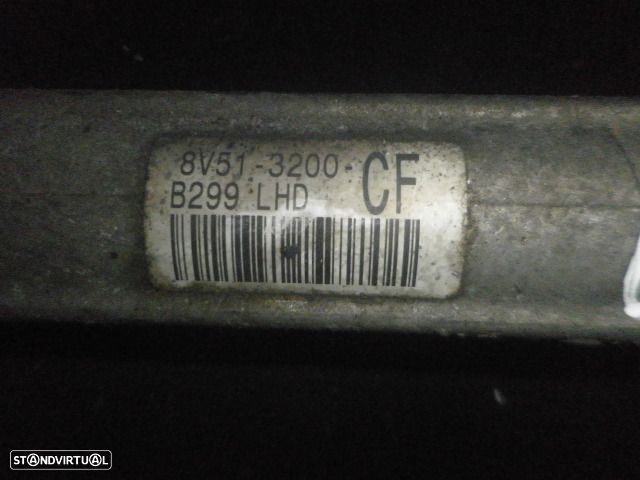 8V51-3200-CF
B299 LHD
STANDVIRTUAL